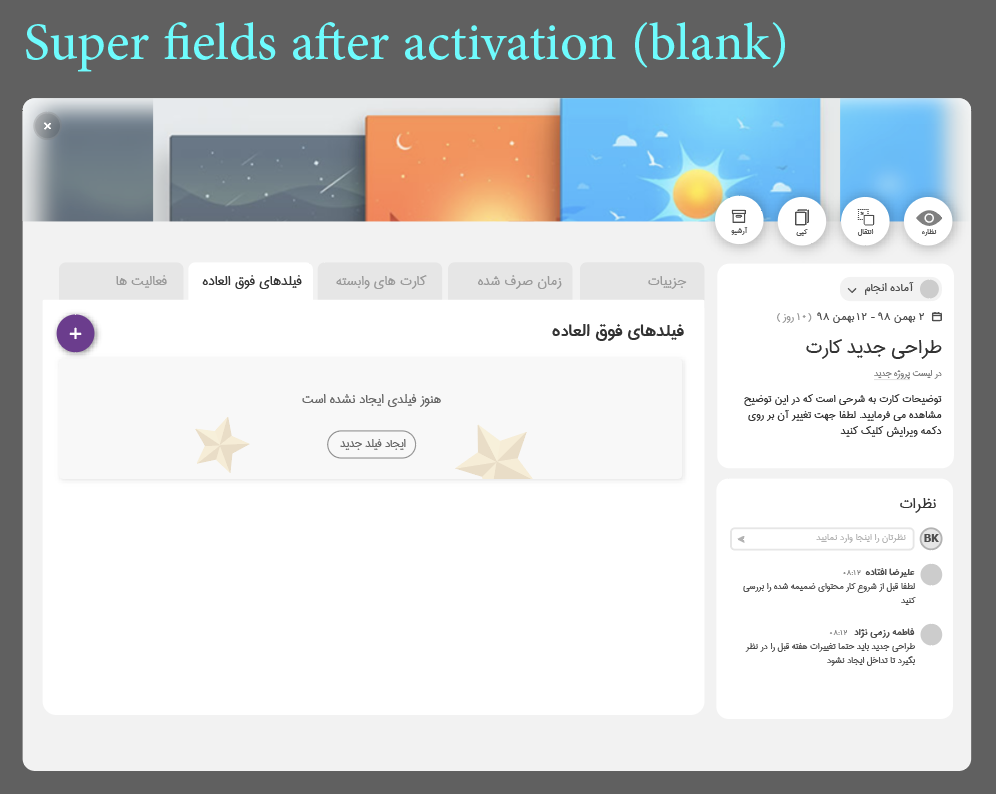 Super fields after activation (blank)
نظاره
انتقال
کپی
آرشیو
جزییات
زمان صرف شده
کارت های وابسته
فیلدهای فوق العاده
فعالیت ها
آماده انجام
۲ بهمن ۹۸ - ۱۲بهمن ۹۸ (۱۰ روز)
طراحی جدید کارت
در لیست پروژه جدید
توضیحات کارت به شرحی است که در این توضیح
مشاهده می فرمایید. لطفا جهت تغییر آن بر روی
دکمه ویرایش کلیک کنید
فیلدهای فوق العاده
هنوز فیلدی ایجاد نشده است
ایجاد فیلد جدید
نظرات
BK
نظرتان را اینجا وارد نمایید
علیرضا افتاده ۰۸:۱۲
لطفا قبل از شروع کار محتوای ضمیمه شده را بررسی
کنید
فاطمه رزمی نژاد ۰۸:۱۲
طراحی جدید باید حتما تغییرات هفته قبل را در نظر
بگیرد تا تداخل ایجاد نشود